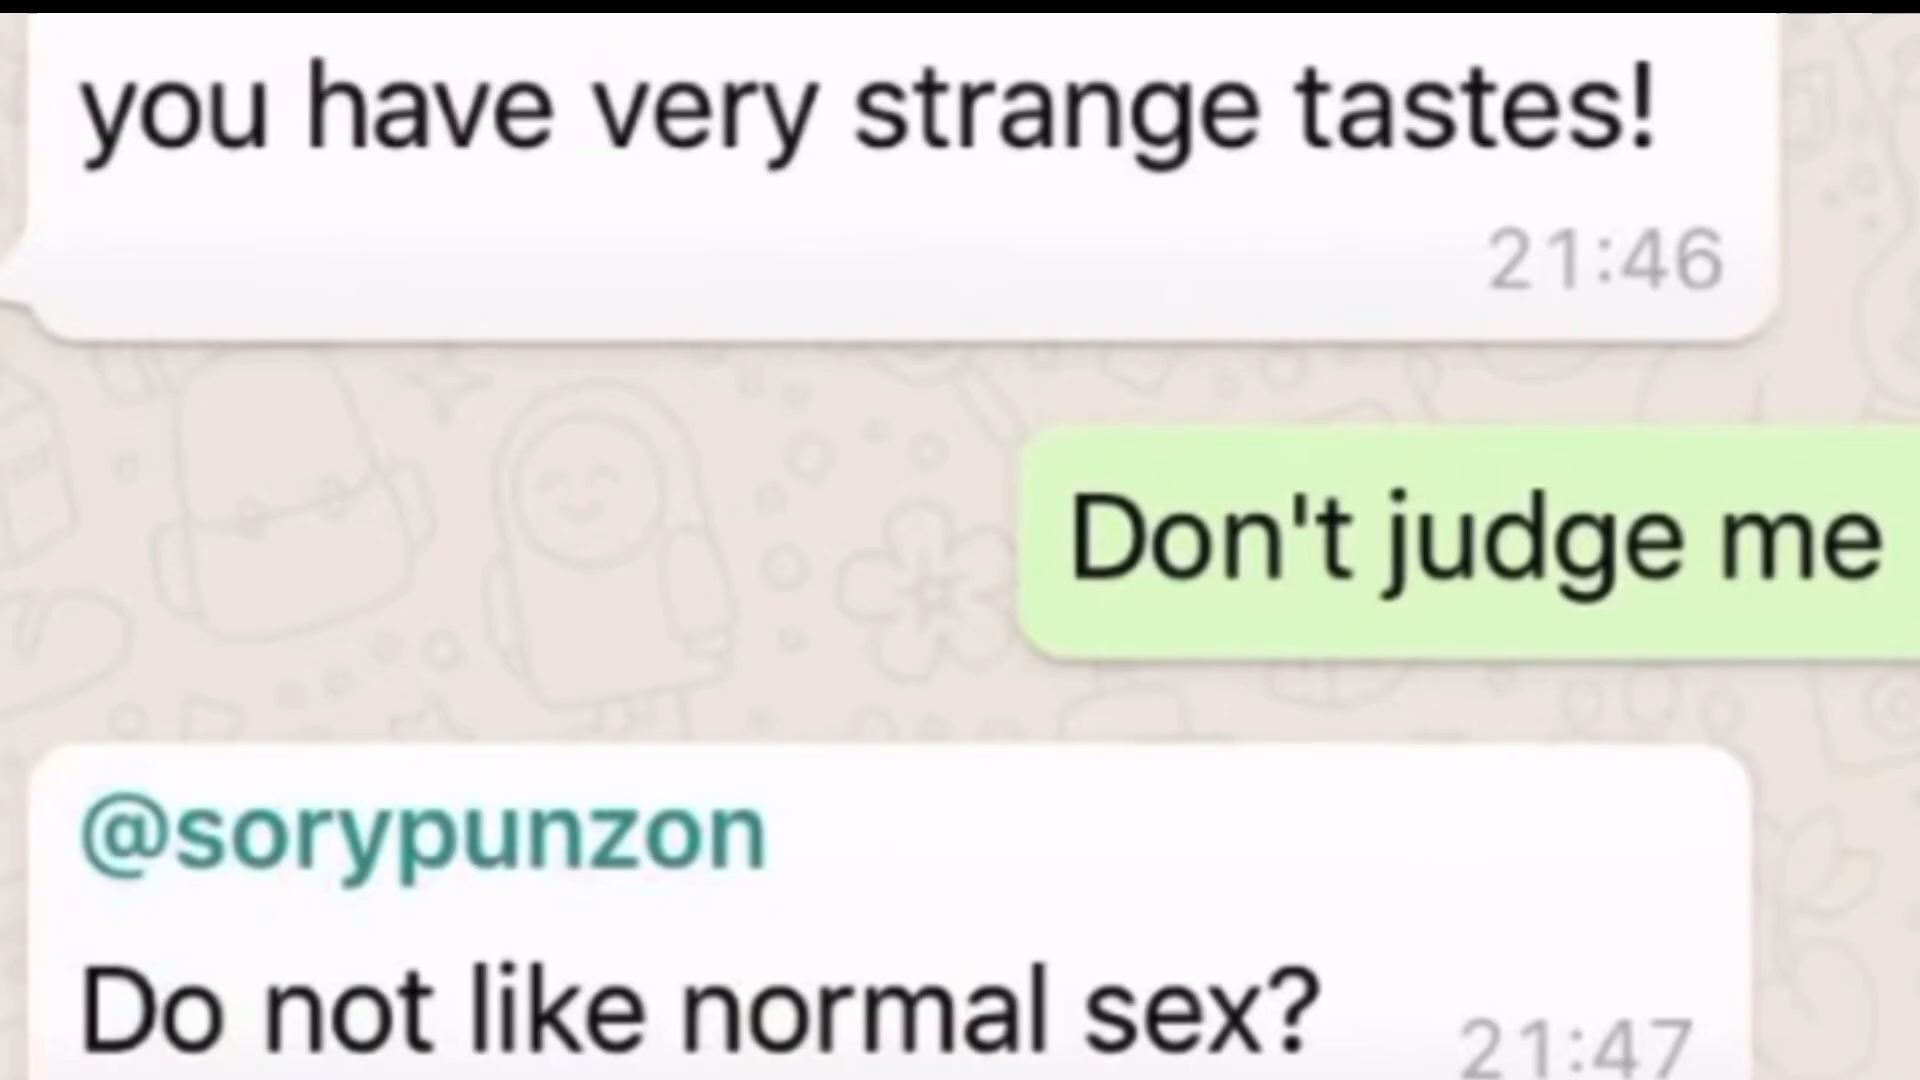 you have very strange tastes!
21:46
Don't judge me
@sorypunzon
Do not like normal sex?
21:47